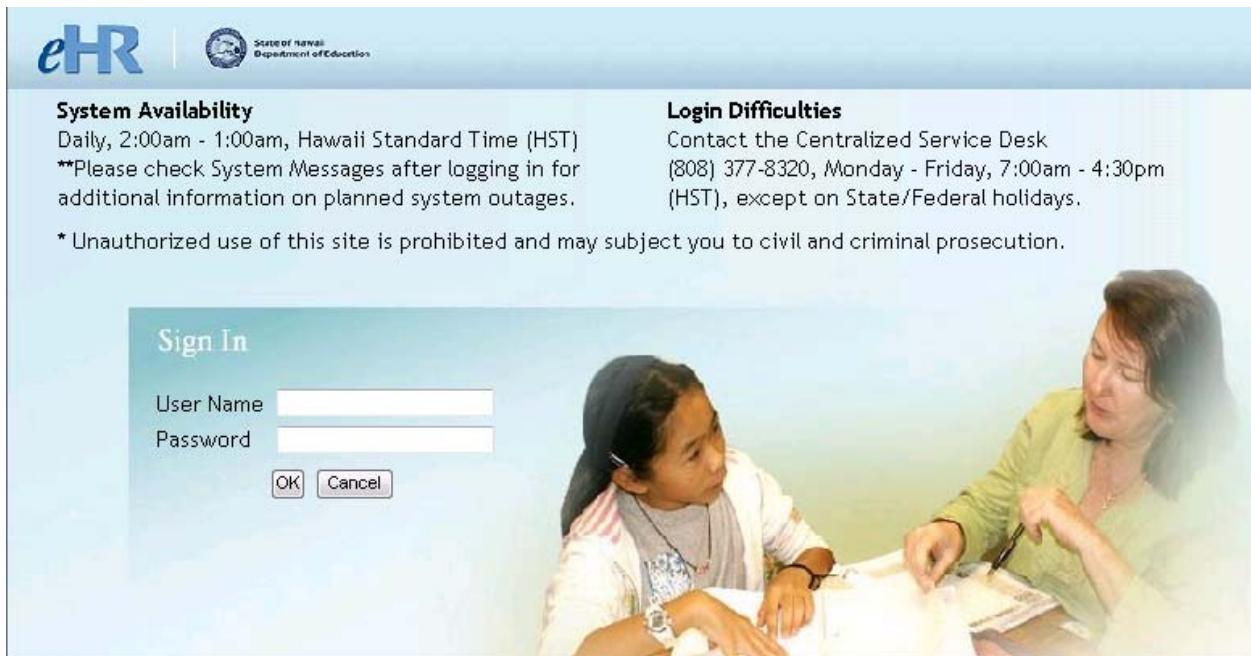 eHR
State of Hawaii
Department of Education
System Availability
Daily, 2:00am - 1:00am, Hawaii Standard Time (HST)
**Please check System Messages after logging in for
additional information on planned system outages.
Login Difficulties
Contact the Centralized Service Desk
(808) 377-8320, Monday - Friday, 7:00am - 4:30pm
(HST), except on State/Federal holidays.
* Unauthorized use of this site is prohibited and may subject you to civil and criminal prosecution.
Sign In
User Name
Password
OK Cancel